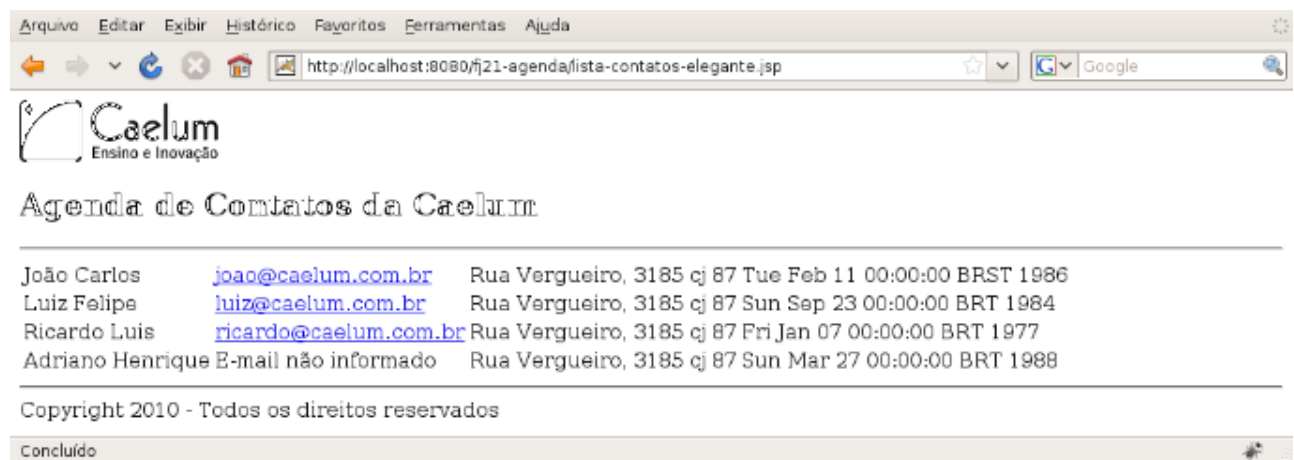 Arquivo Editar Exibir Histórico Favoritos Ferramentas Ajuda
http://localhost:8080/fj21-agenda/lista-contatos-elegante.jsp Google
Caelum
Ensino e Inovação
Agenda de Contatos da Caelum
João Carlos joao@caelum.com.br Rua Vergueiro, 3185 cj 87 Tue Feb 11 00:00:00 BRST 1986
Luiz Felipe luiz@caelum.com.br Rua Vergueiro, 3185 cj 87 Sun Sep 23 00:00:00 BRT 1984
Ricardo Luis ricardo@caelum.com.br Rua Vergueiro, 3185 cj 87 Fri Jan 07 00:00:00 BRT 1977
Adriano Henrique E-mail não informado Rua Vergueiro, 3185 cj 87 Sun Mar 27 00:00:00 BRT 1988
Copyright 2010 - Todos os direitos reservados
Concluído